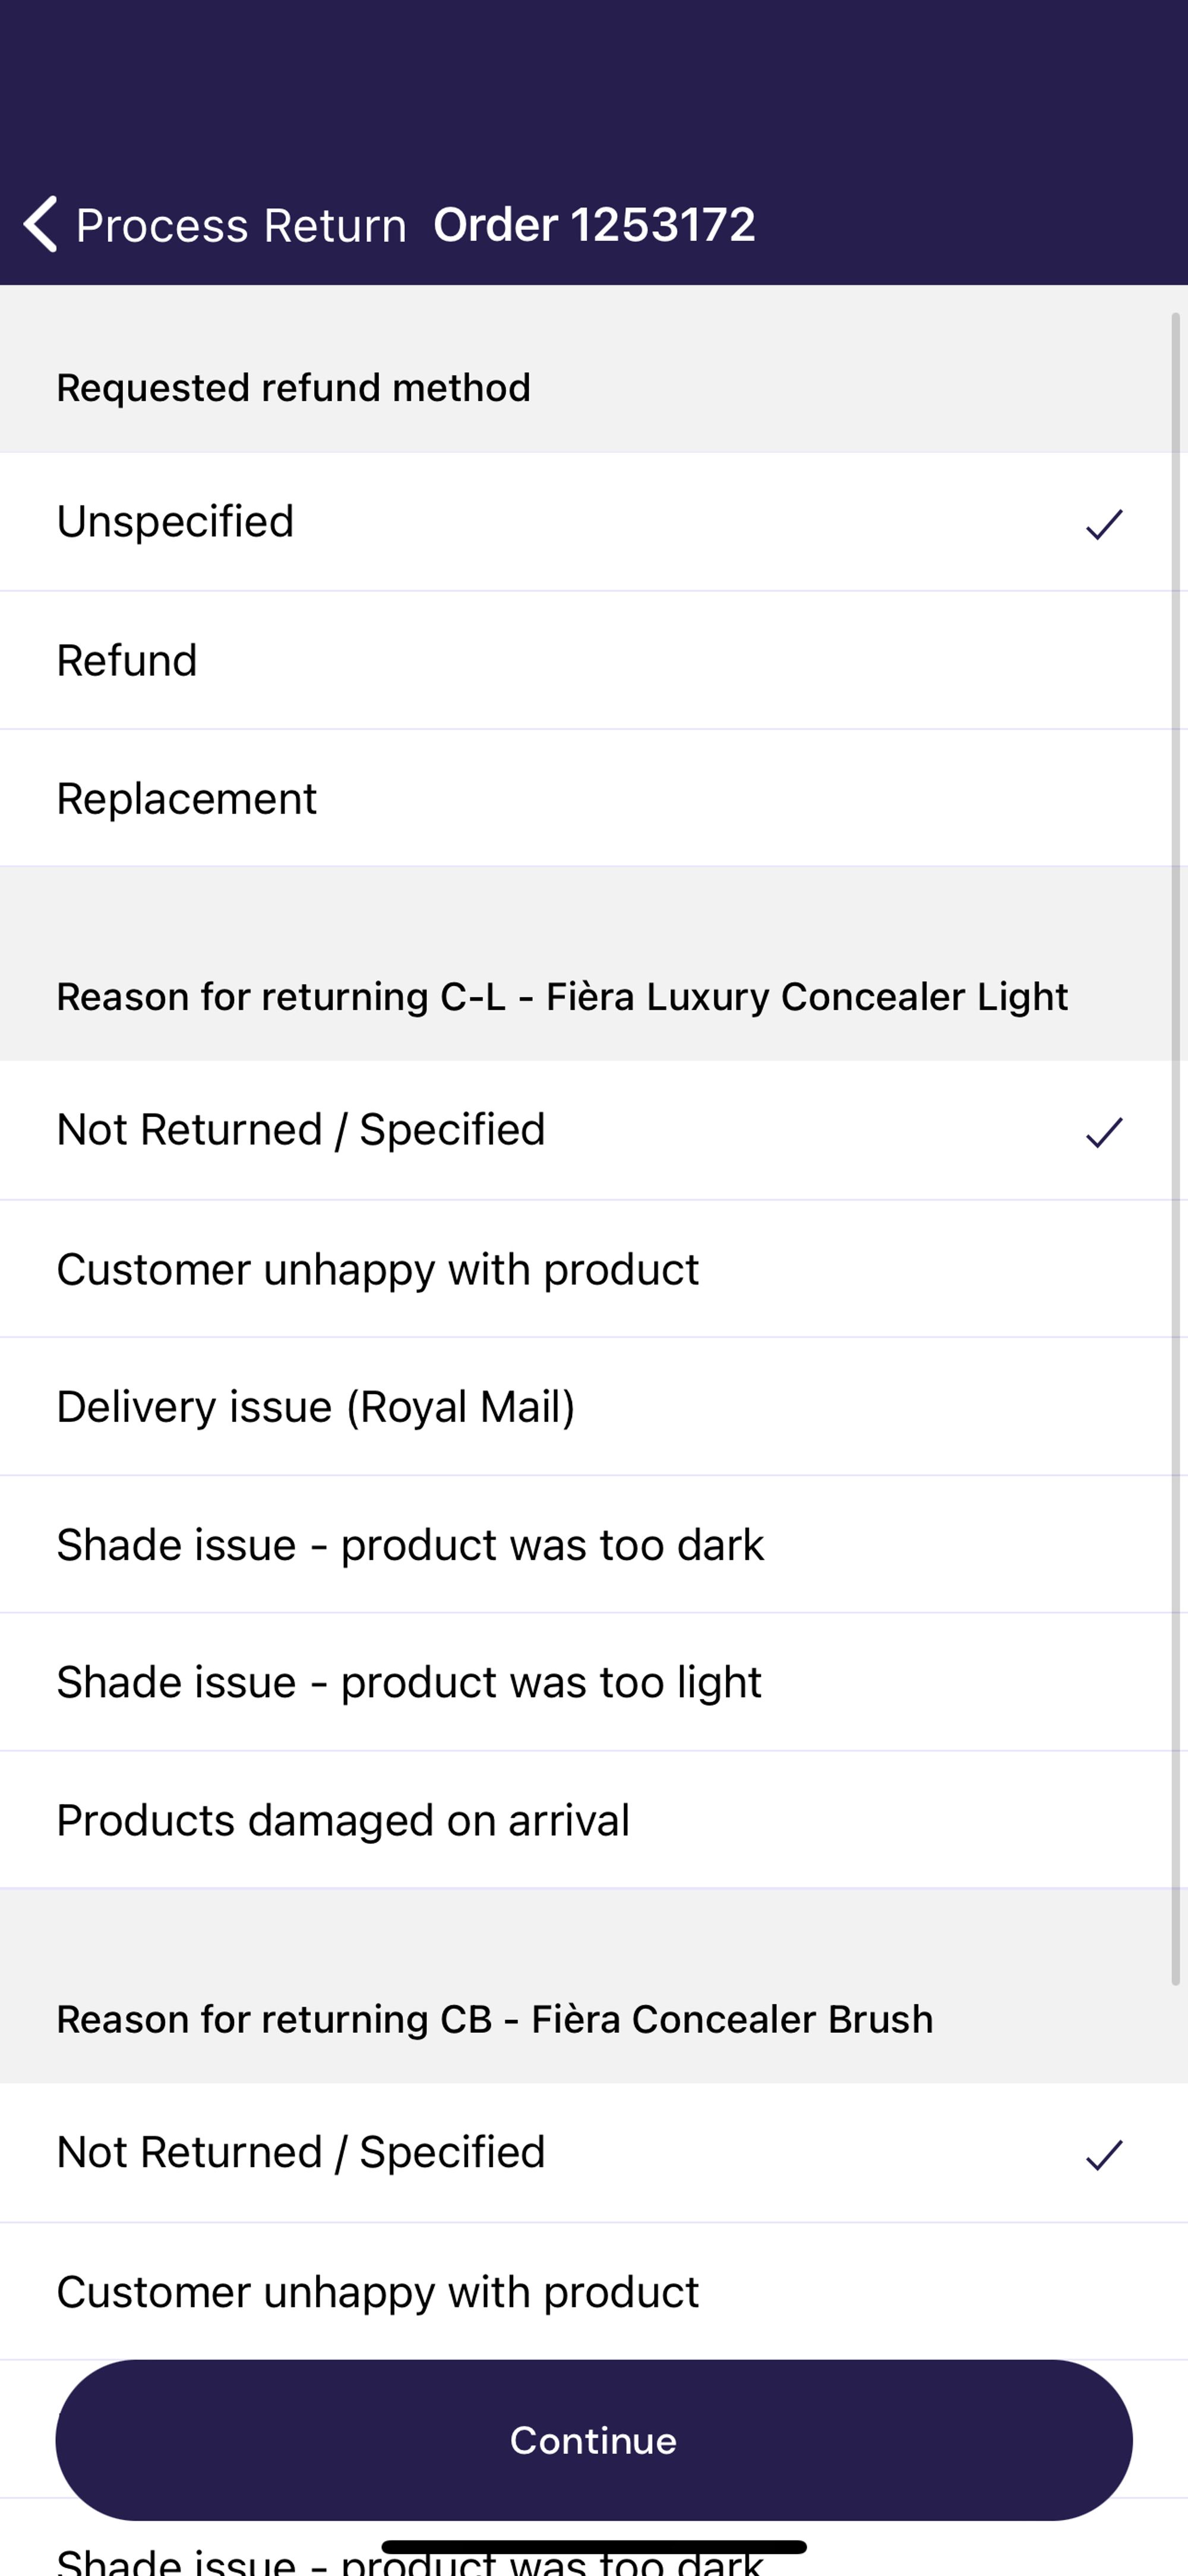 Process Return Order 1253172
Requested refund method
Unspecified
Refund
Replacement
Reason for returning C-L - Fièra Luxury Concealer Light
Not Returned / Specified
Customer unhappy with product
Delivery issue (Royal Mail)
Shade issue - product was too dark
Shade issue - product was too light
Products damaged on arrival
Reason for returning CB - Fièra Concealer Brush
Not Returned / Specified
Customer unhappy with product
Continue
Shade issue - product was too dark